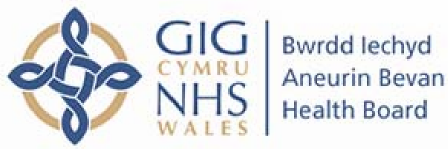 GIG
CYMRU
NHS
WALES
Bwrdd Iechyd
Aneurin Bevan
Health Board